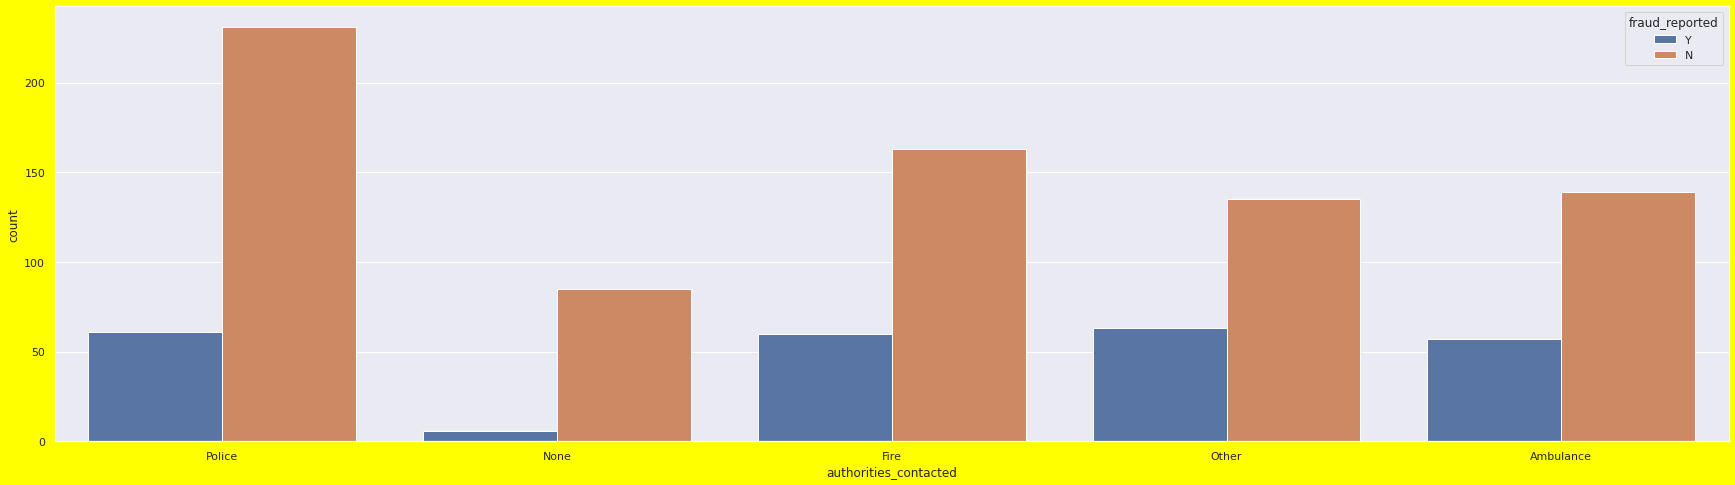 fraud_reported
Y
N
200
150
100
50
0
count
Police None Fire Other Ambulance
authorities_contacted